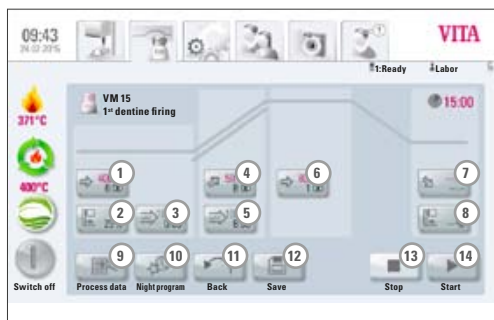 09:43
VITA
1:Ready
Labor
VM 15
1st dentine firing
15:00
371°C
400°C
1
4
6
7
2
3
5
8
9
10
11
12
13
14
Switch off
Process data
Night program
Back
Save
Stop
Start